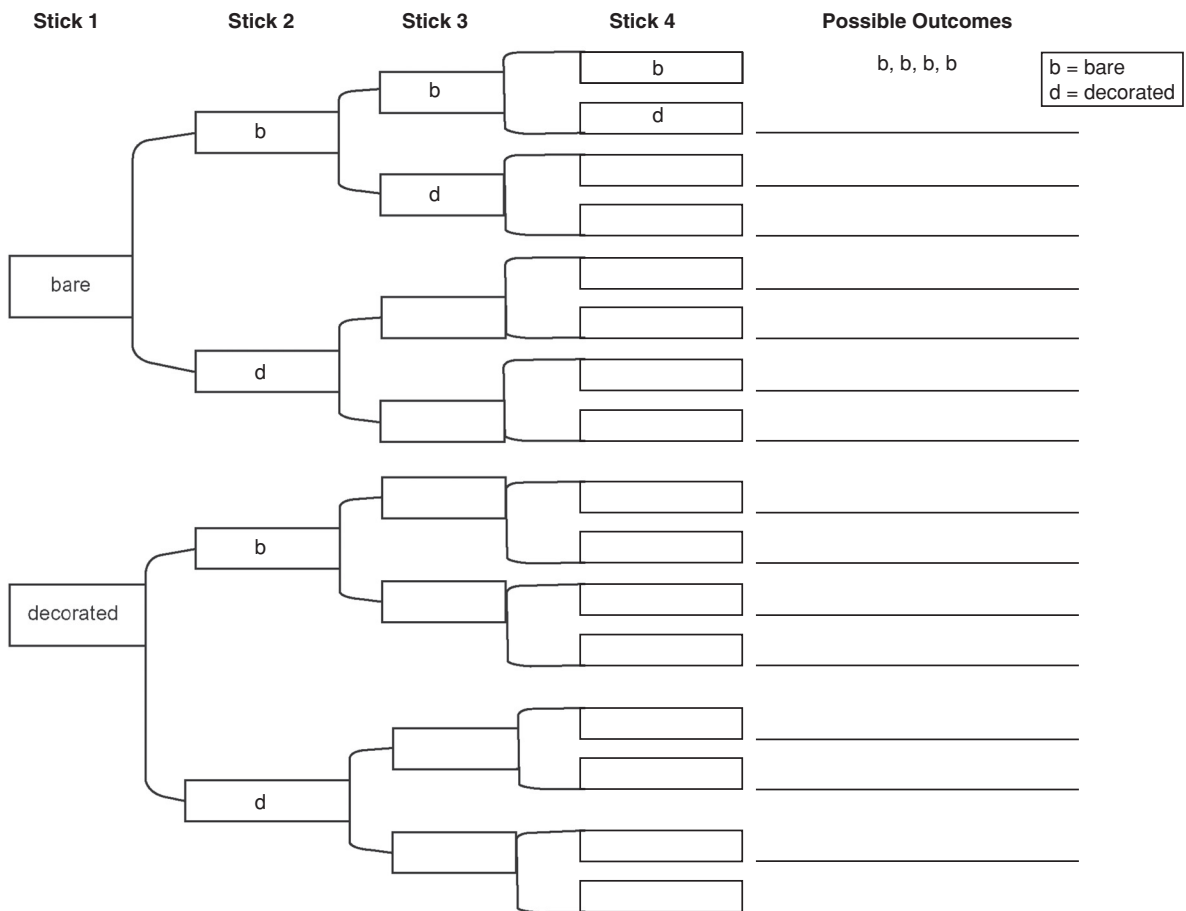 Stick 1 Stick 2 Stick 3 Stick 4 Possible Outcomes
b b, b, b, b
b = bare
d = decorated
b
d
b
d
bare
d
b
decorated
d